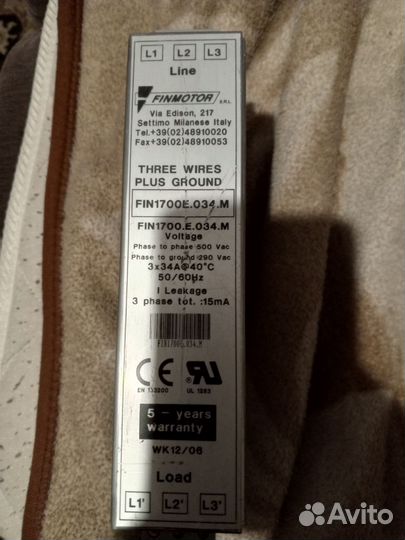 L1 L2 L3
Line
FINMOTOR S.R.L.
Via Edison, 217
Settimo Milanese Italy
Tel.+39(02)48910020
Fax+39(02)48910053
THREE WIRES
PLUS GROUND
FIN1700E.034.M
FIN1700.E.034.M
Voltage
Phase to phase 500 Vac
Phase to ground 290 Vac
3x34A@40°C
50/60Hz
I Leakage
3 phase tot. :15mA
FIN1700E.034.M
CE RU
EN 133200 UL 1283
5 - years
warranty
WK12/06
Load
L1' L2' L3'
Avito